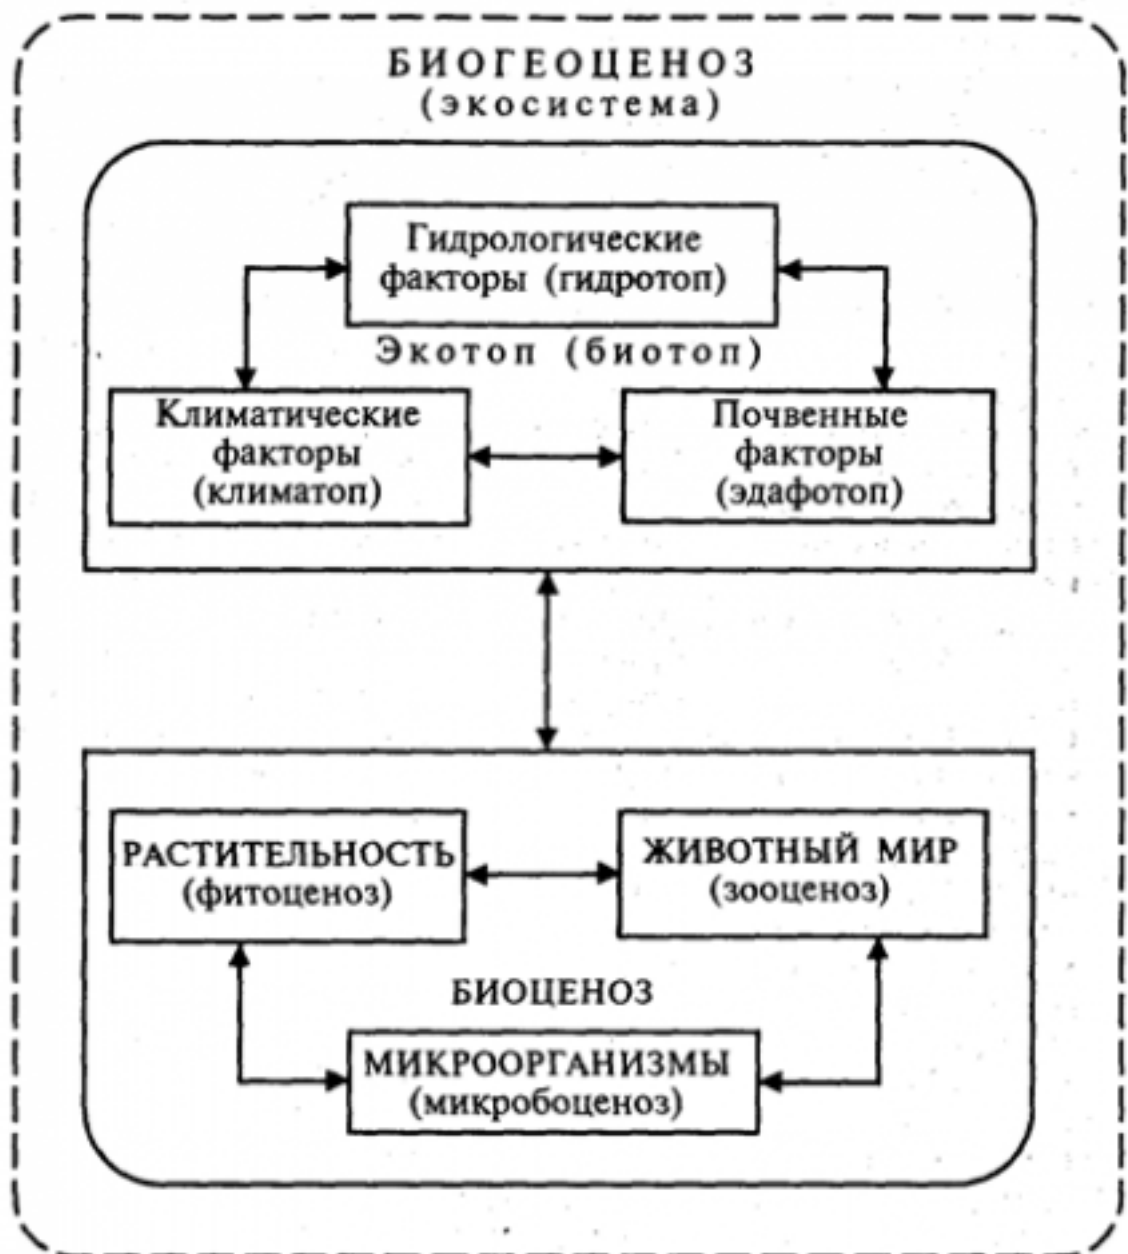 БИОГЕОЦЕНОЗ
(экосистема)
Гидрологические
факторы (гидротоп)
Экотоп (биотоп)
Климатические
факторы
(климатоп)
Почвенные
факторы
(эдафотоп)
РАСТИТЕЛЬНОСТЬ
(фитоценоз)
ЖИВОТНЫЙ МИР
(зооценоз)
БИОЦЕНОЗ
МИКРООРГАНИЗМЫ
(микробоценоз)